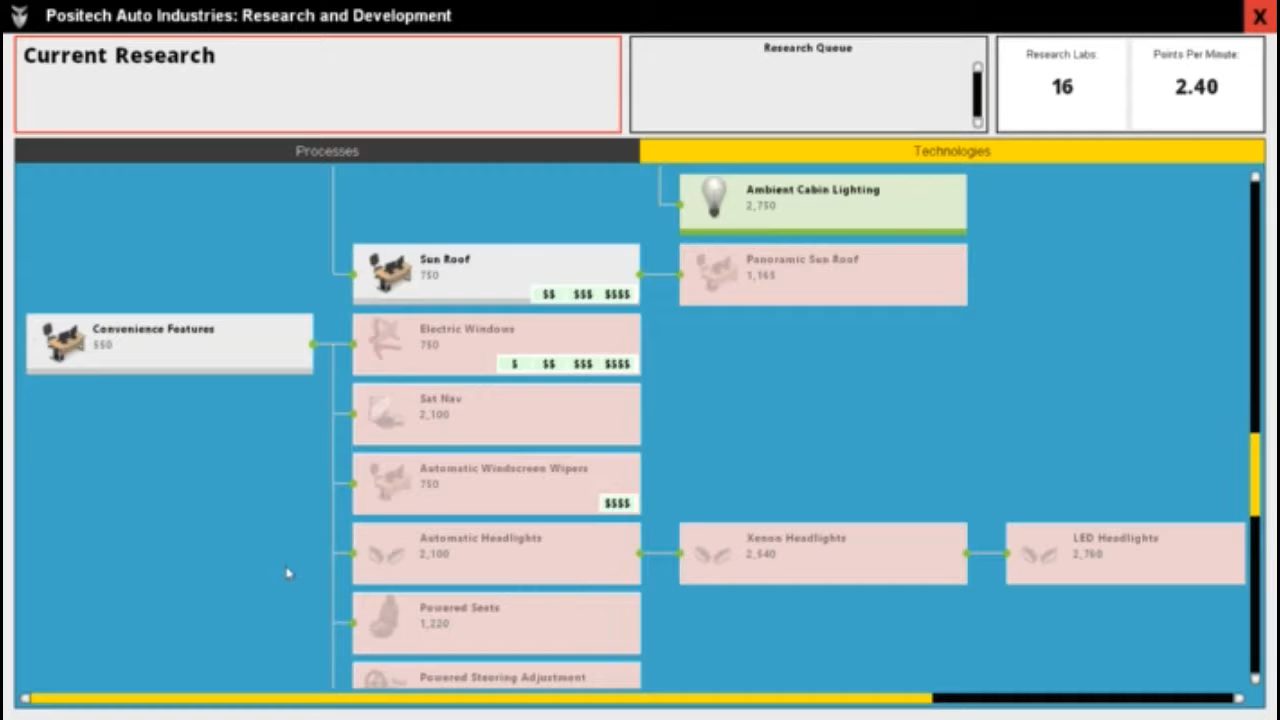 Positech Auto Industries: Research and Development
X
Current Research
Research Queue
Research Labs:
16
Points Per Minute:
2.40
Processes
Technologies
Ambient Cabin Lighting
2,750
Sun Roof
750
$$ $$$ $$$$
Panoramic Sun Roof
1,165
Convenience Features
550
Electric Windows
750
$ $$ $$$ $$$$
Sat Nav
2,100
Automatic Windscreen Wipers
750
$$$$
Automatic Headlights
2,100
Xenon Headlights
2,540
LED Headlights
2,760
Powered Seats
1,220
Powered Steering Adjustment